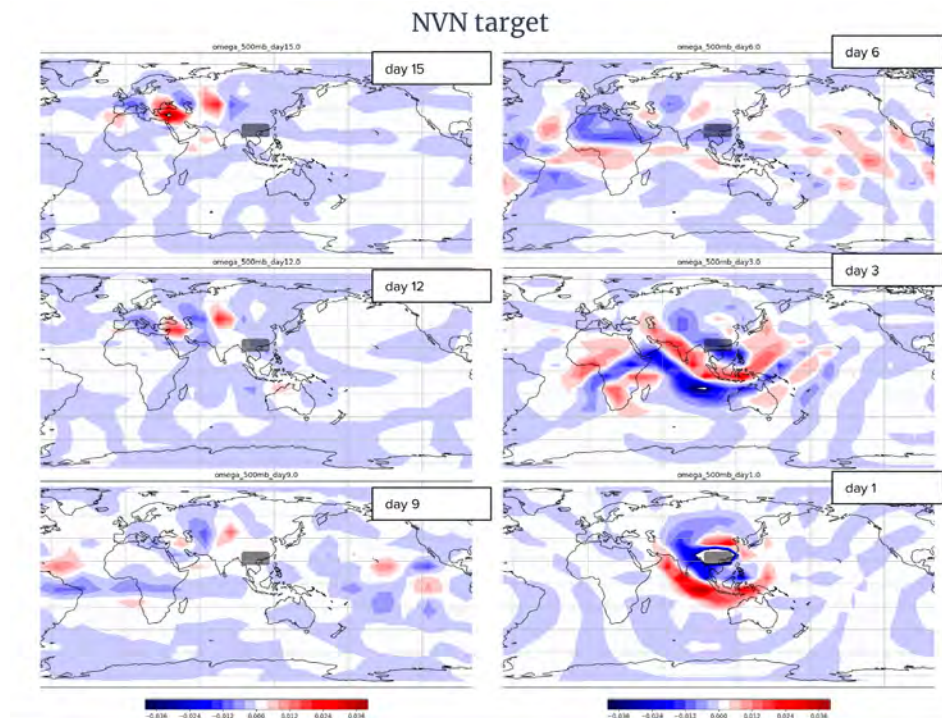 NVN target
omega_500mb_day15.0
day 15
omega_500mb_day6.0
day 6
omega_500mb_day12.0
day 12
omega_500mb_day3.0
day 3
omega_500mb_day9.0
day 9
omega_500mb_day1.0
day 1
−0.036 −0.024 −0.012 0.000 0.012 0.024 0.036
−0.036 −0.024 −0.012 0.000 0.012 0.024 0.036